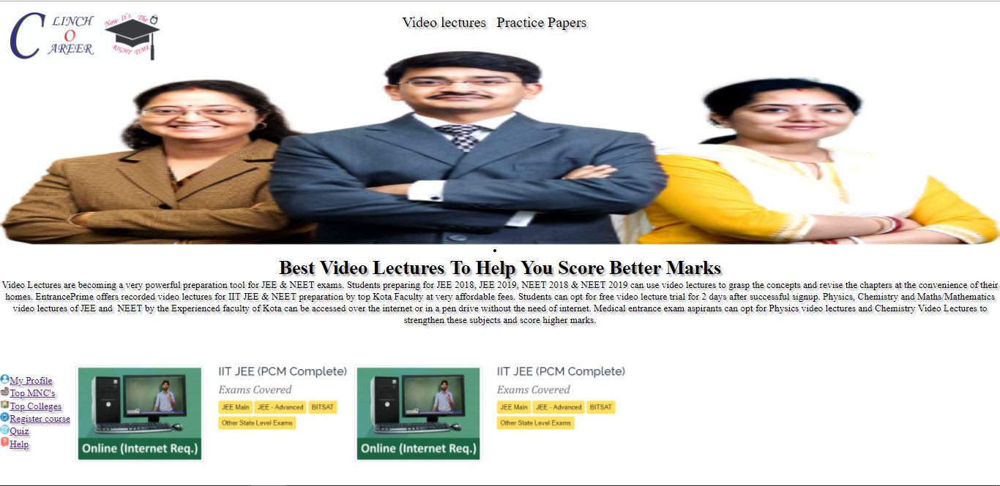 C LINCH
O
AREER
Now It's The
RIGHT TIME
Video lectures Practice Papers
Best Video Lectures To Help You Score Better Marks
Video Lectures are becoming a very powerful preparation tool for JEE & NEET exams. Students preparing for JEE 2018, JEE 2019, NEET 2018 & NEET 2019 can use video lectures to grasp the concepts and revise the chapters at the convenience of their
homes. EntrancePrime offers recorded video lectures for IIT JEE & NEET preparation by top Kota Faculty at very affordable fees. Students can opt for free video lecture trial for 2 days after successful signup. Physics, Chemistry and Maths/Mathematics
video lectures of JEE and NEET by the Experienced faculty of Kota can be accessed over the internet or in a pen drive without the need of internet. Medical entrance exam aspirants can opt for Physics video lectures and Chemistry Video Lectures to
strengthen these subjects and score higher marks.
My Profile
Top MNC's
Top Colleges
Register course
Quiz
Help
Online (Internet Req.)
IIT JEE (PCM Complete)
Exams Covered
JEE Main JEE - Advanced BITSAT
Other State Level Exams
Online (Internet Req.)
IIT JEE (PCM Complete)
Exams Covered
JEE Main JEE - Advanced BITSAT
Other State Level Exams